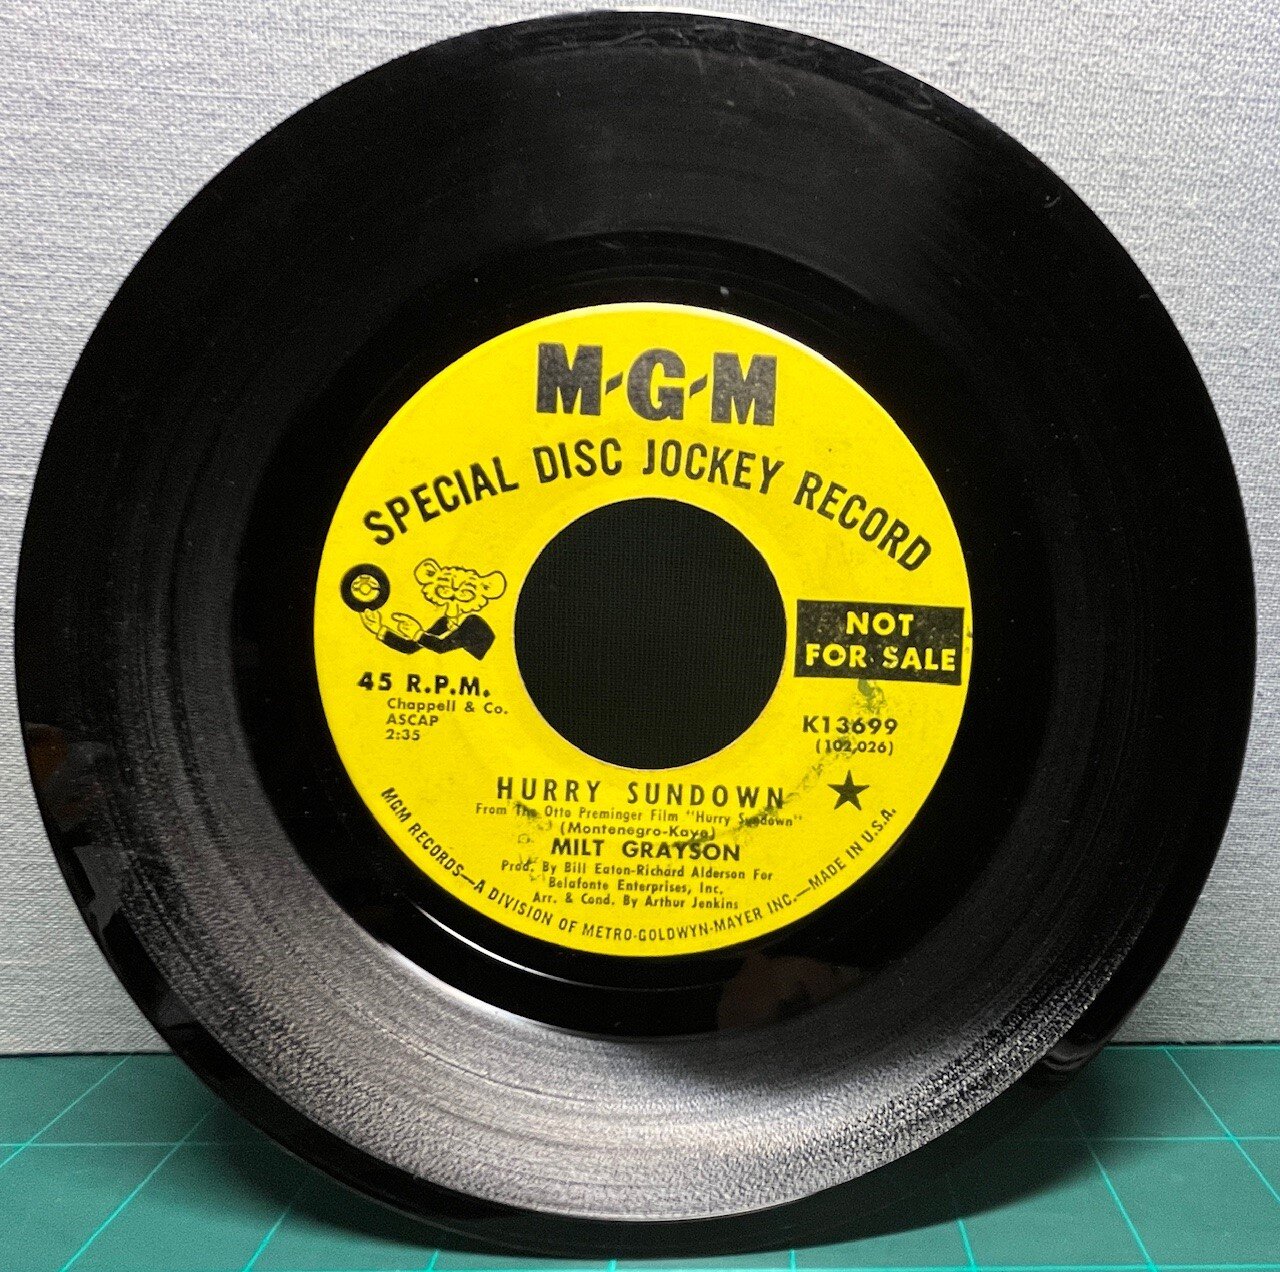 M-G-M
SPECIAL DISC JOCKEY RECORD
NOT
FOR SALE
45 R.P.M.
Chappell & Co.
ASCAP
2:35
K13699
(102,026)
HURRY SUNDOWN
From The Otto Preminger Film "Hurry Sundown"
(Montenegro-Kaye)
MILT GRAYSON
Prod. By Bill Eaton-Richard Alderson For
Belafonte Enterprises, Inc.
Arr. & Cond. By Arthur Jenkins
MGM RECORDS—A DIVISION OF METRO-GOLDWYN-MAYER INC.—MADE IN U.S.A.